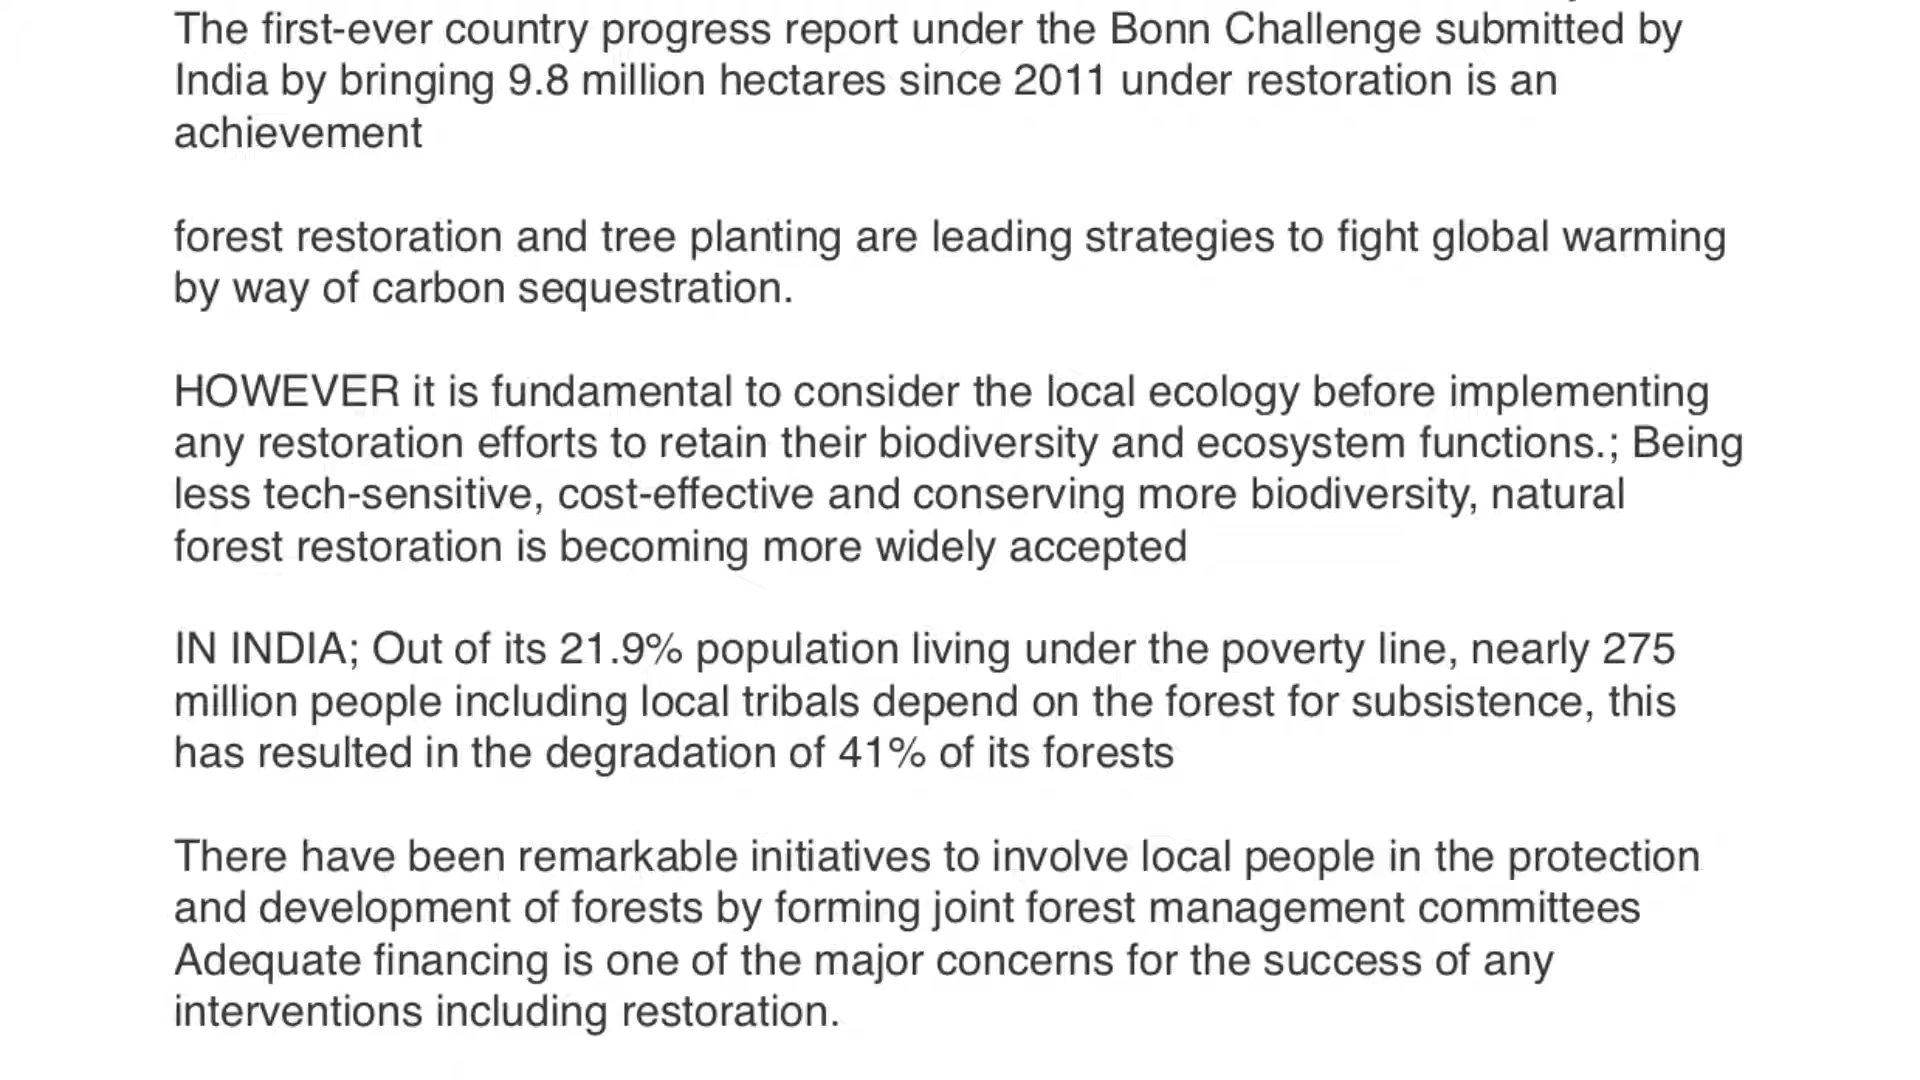 The first-ever country progress report under the Bonn Challenge submitted by
India by bringing 9.8 million hectares since 2011 under restoration is an
achievement
forest restoration and tree planting are leading strategies to fight global warming
by way of carbon sequestration.
HOWEVER it is fundamental to consider the local ecology before implementing
any restoration efforts to retain their biodiversity and ecosystem functions.; Being
less tech-sensitive, cost-effective and conserving more biodiversity, natural
forest restoration is becoming more widely accepted
IN INDIA; Out of its 21.9% population living under the poverty line, nearly 275
million people including local tribals depend on the forest for subsistence, this
has resulted in the degradation of 41% of its forests
There have been remarkable initiatives to involve local people in the protection
and development of forests by forming joint forest management committees
Adequate financing is one of the major concerns for the success of any
interventions including restoration.